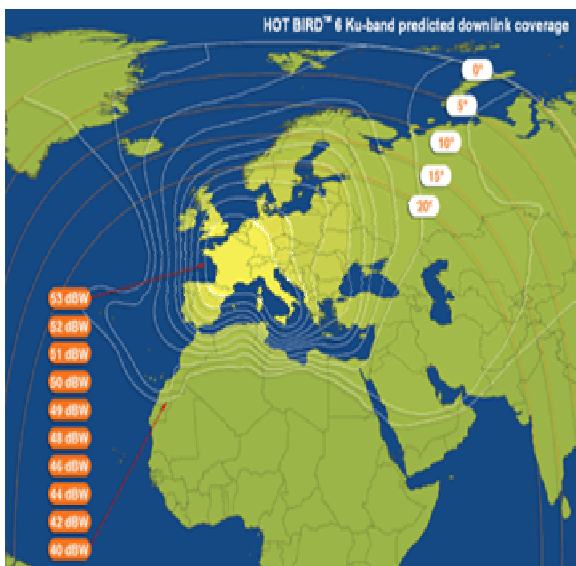 HOT BIRD™ 6 Ku-band predicted downlink coverage
0°
5°
10°
15°
20°
53 dBW
52 dBW
51 dBW
50 dBW
49 dBW
48 dBW
46 dBW
44 dBW
42 dBW
40 dBW